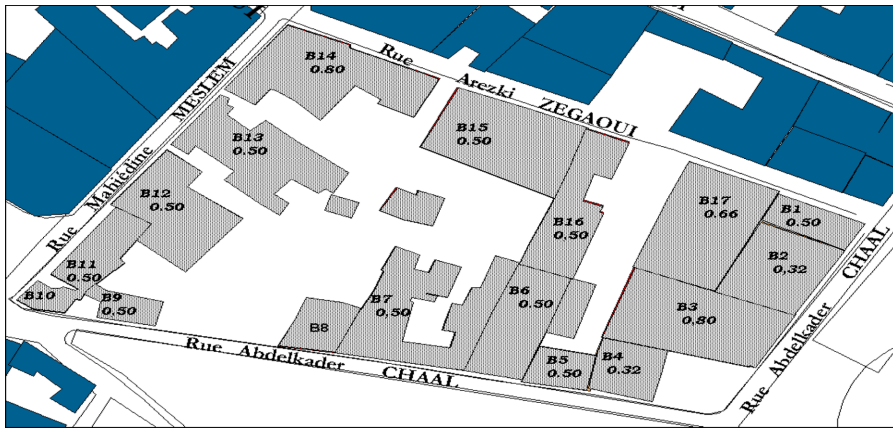 B14
0.80
Rue Arezki ZEGAOUI
Rue Mahiédine MESLEM
B15
0.50
B13
0.50
B12
0.50
B17
0.66
B1
0.50
B16
0,50
B2
0,32
B11
0.50
B10
B9
0.50
B7
0,50
B6
0.50
B3
0,80
B8
B5
0.50
B4
0.32
Rue Abdelkader CHAAL
Rue Abdelkader CHAAL